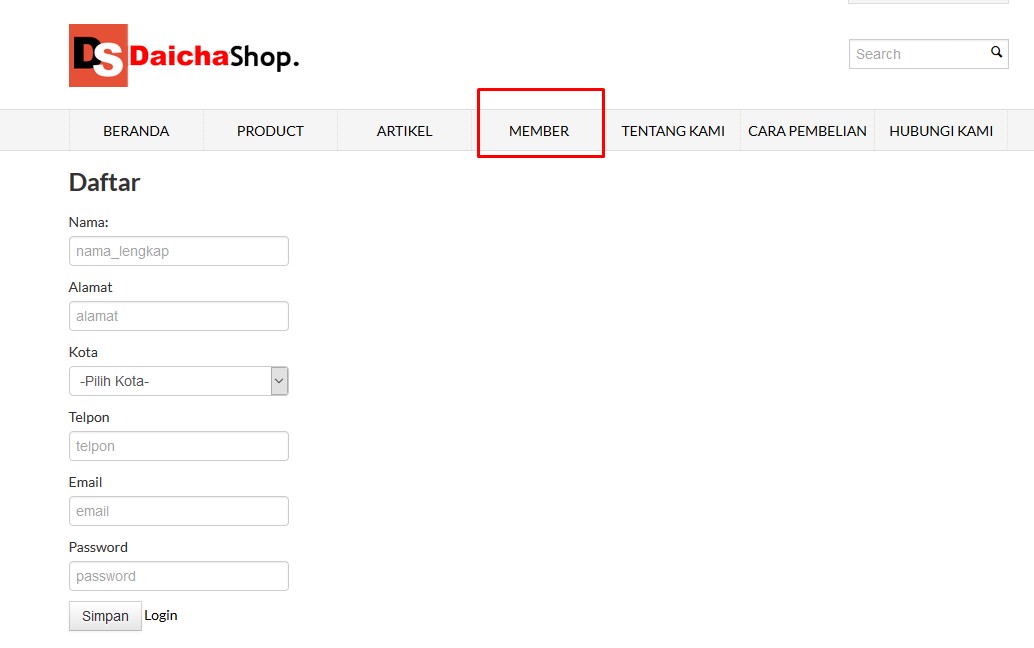 DS DaichaShop.
Search
BERANDA PRODUCT ARTIKEL MEMBER TENTANG KAMI CARA PEMBELIAN HUBUNGI KAMI
Daftar
Nama:
nama_lengkap
Alamat
alamat
Kota
-Pilih Kota-
Telpon
telpon
Email
email
Password
password
Simpan Login